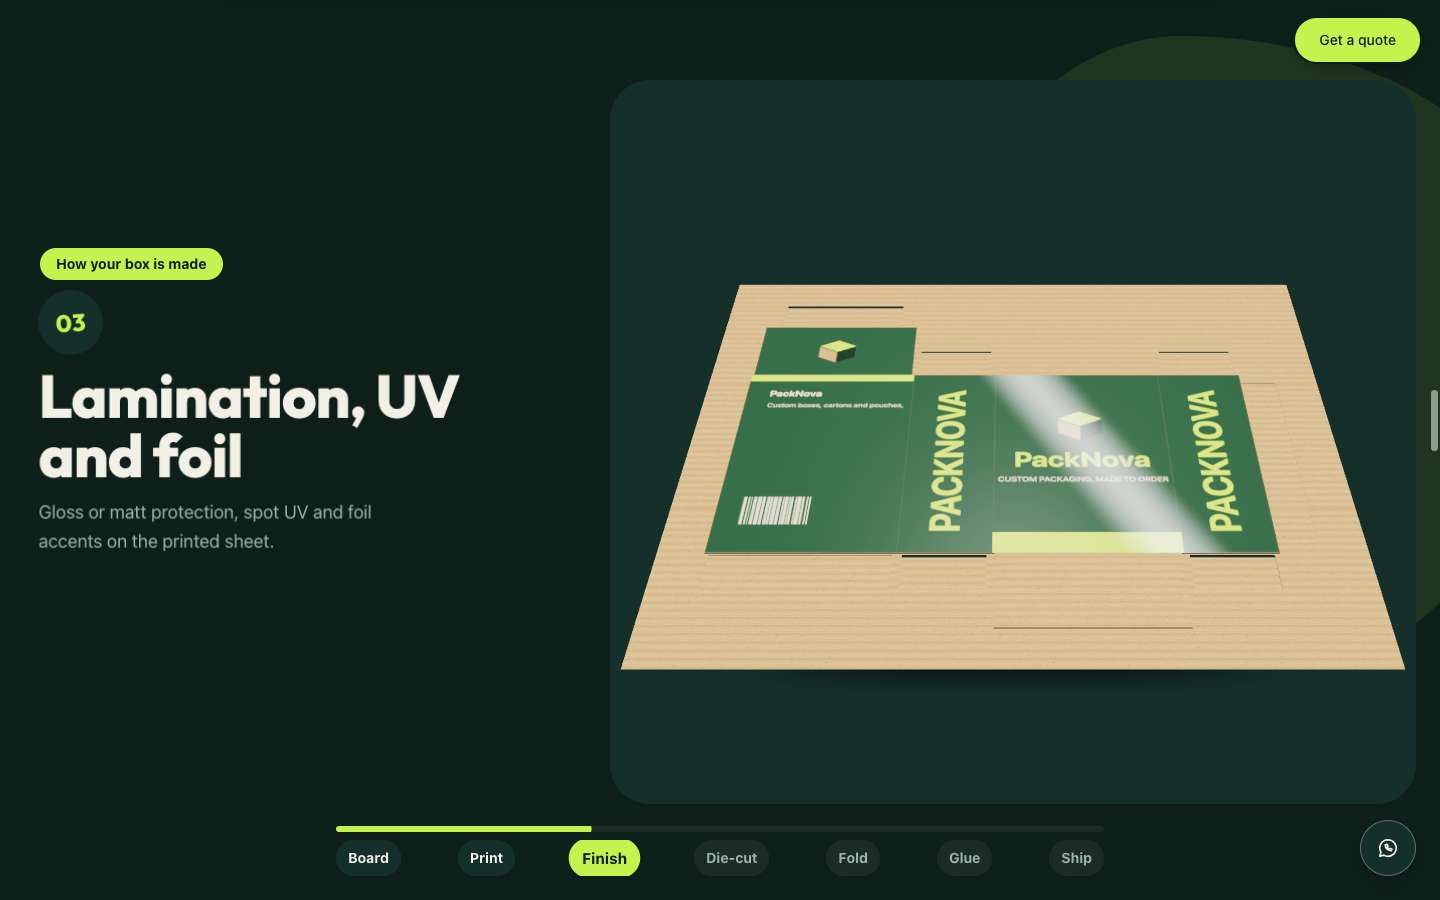 Get a quote
How your box is made
03
Lamination, UV
and foil
Gloss or matt protection, spot UV and foil
accents on the printed sheet.
PackNova
Custom boxes, cartons and pouches,
PACKNOVA
PackNova
CUSTOM PACKAGING, MADE TO ORDER
PACKNOVA
Board
Print
Finish
Die-cut
Fold
Glue
Ship